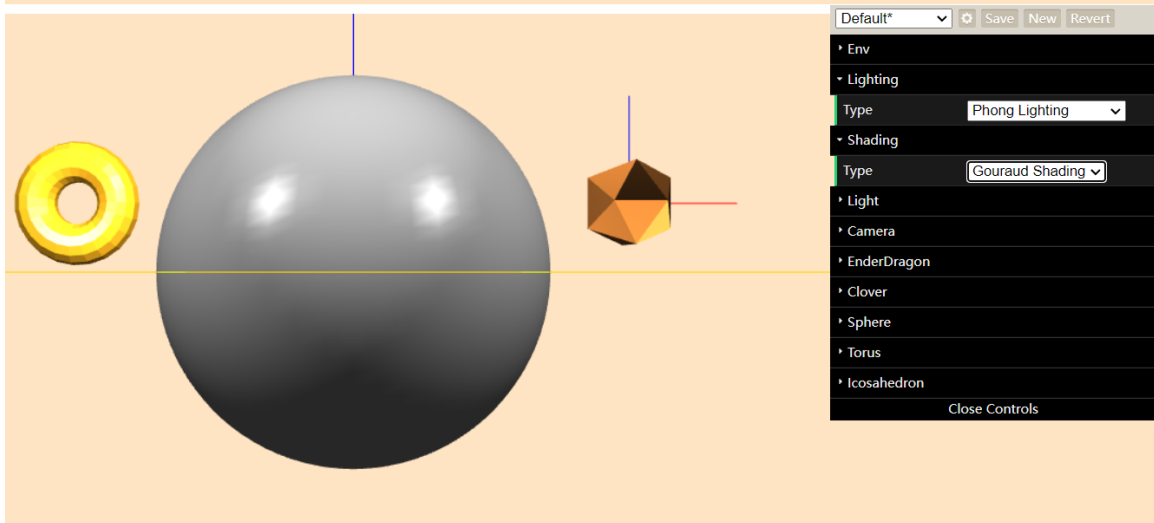 Default* Save New Revert
Env
Lighting
Type Phong Lighting
Shading
Type Gouraud Shading
Light
Camera
EnderDragon
Clover
Sphere
Torus
Icosahedron
Close Controls